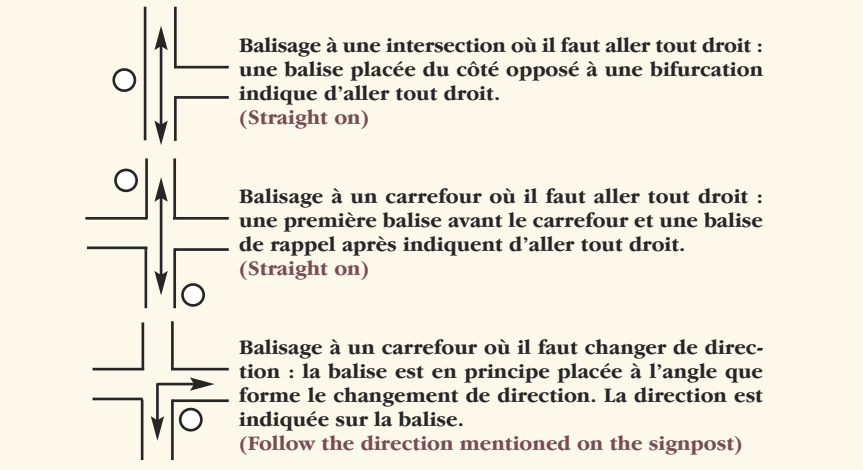 Balisage à une intersection où il faut aller tout droit :
une balise placée du côté opposé à une bifurcation
indique d'aller tout droit.
(Straight on)
Balisage à un carrefour où il faut aller tout droit :
une première balise avant le carrefour et une balise
de rappel après indiquent d'aller tout droit.
(Straight on)
Balisage à un carrefour où il faut changer de direc-
tion : la balise est en principe placée à l'angle que
forme le changement de direction. La direction est
indiquée sur la balise.
(Follow the direction mentioned on the signpost)